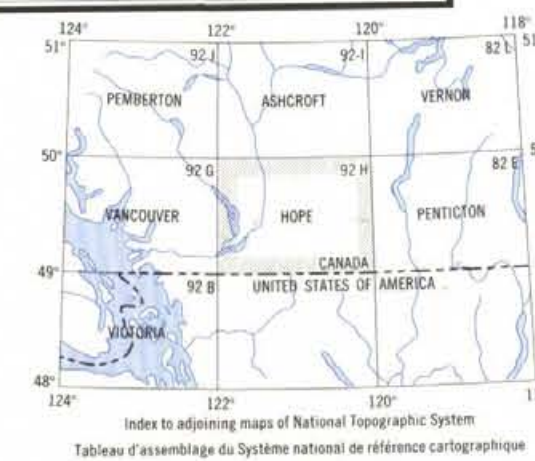 124° 122° 120° 118°
51° 92 J 92-I 82 L 51
PEMBERTON ASHCROFT VERNON
50° 92 G 92 H 82 E 5
VANCOUVER HOPE PENTICTON
CANADA
49° 92 B UNITED STATES OF AMERICA
VICTORIA
48°
124° 122° 120° 1
Index to adjoining maps of National Topographic System
Tableau d'assemblage du Système national de référence cartographique